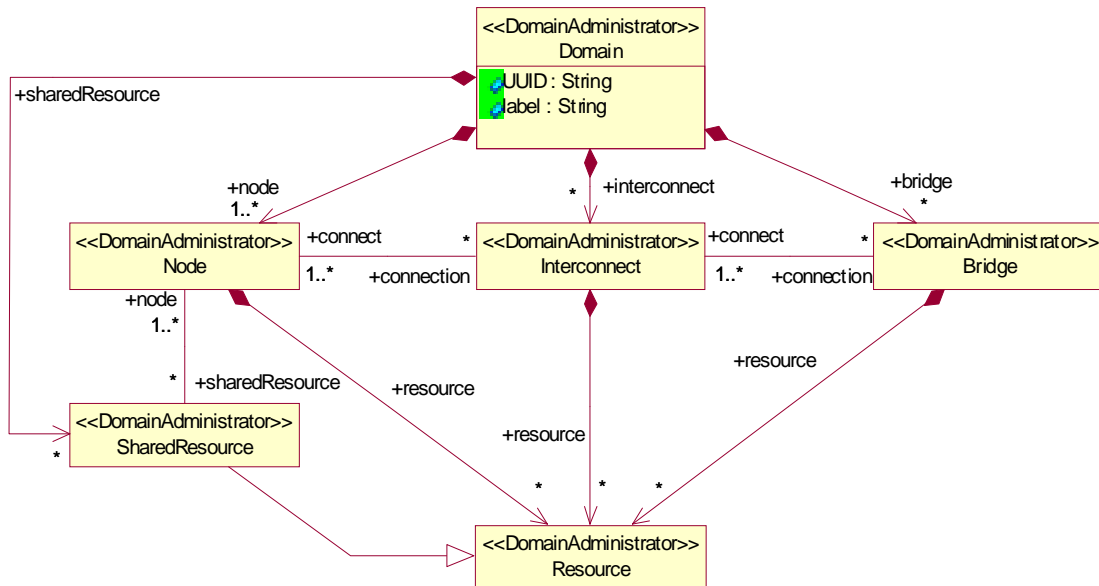 <<DomainAdministrator>>
Domain
UUID : String
label : String
+sharedResource
+node
1..*
*
+interconnect
+bridge
*
<<DomainAdministrator>>
Node
+connect
*
1..*
+connection
<<DomainAdministrator>>
Interconnect
+connect
*
1..*
+connection
<<DomainAdministrator>>
Bridge
+node
1..*
*
+sharedResource
+resource
+resource
+resource
<<DomainAdministrator>>
SharedResource
*
*
*
*
<<DomainAdministrator>>
Resource